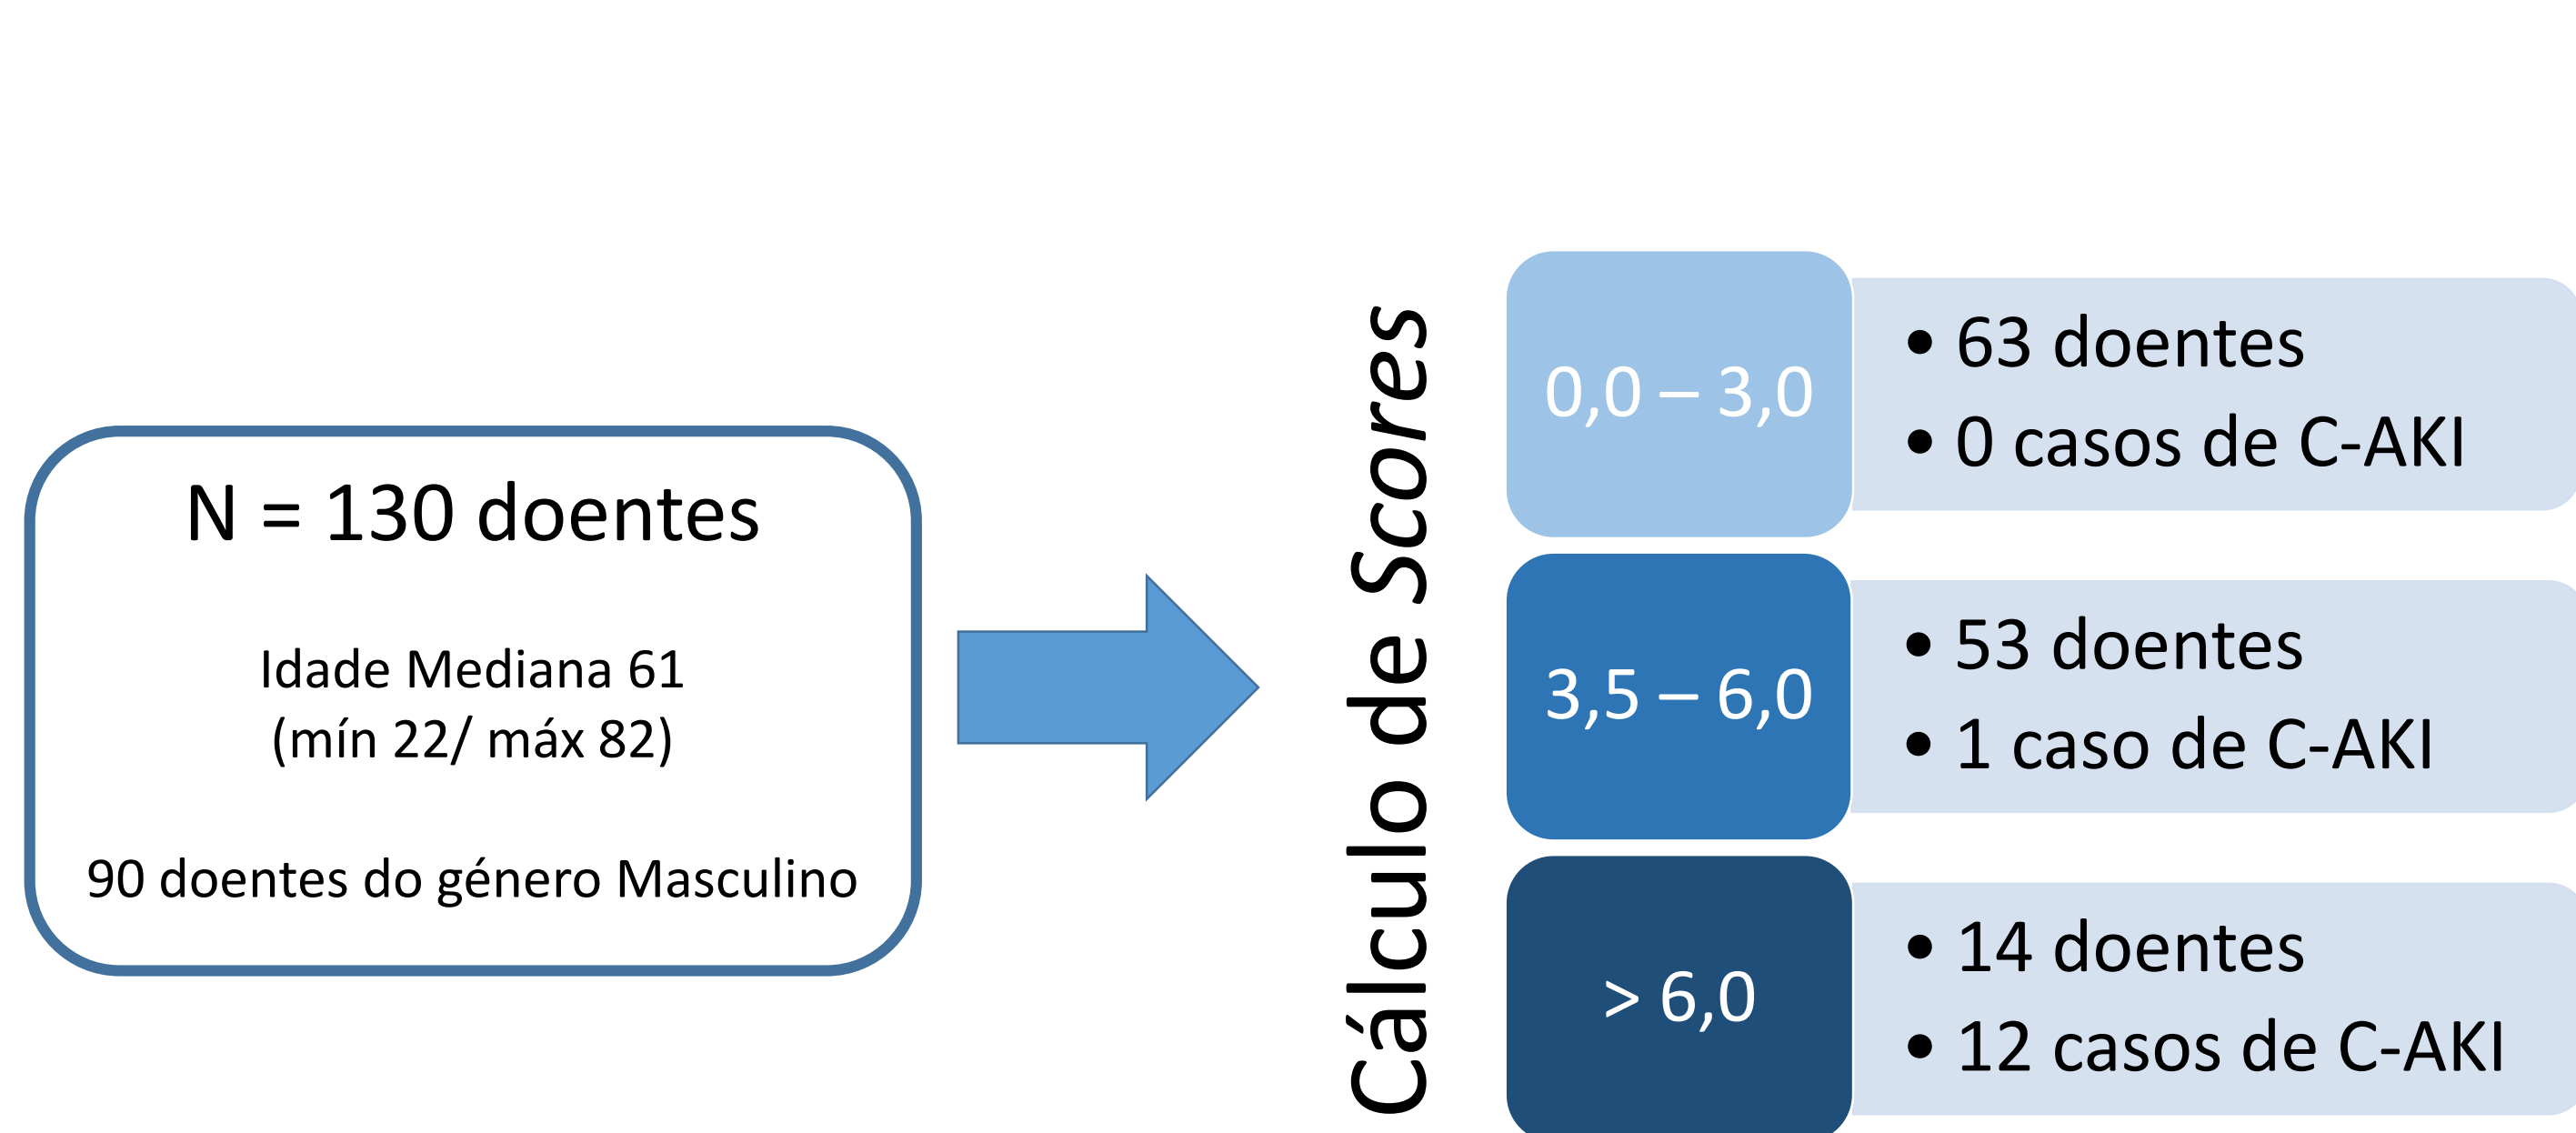 N = 130 doentes
Idade Mediana 61
(mín 22/ máx 82)
90 doentes do género Masculino
Cálculo de Scores
0,0 – 3,0
• 63 doentes
• 0 casos de C-AKI
3,5 – 6,0
• 53 doentes
• 1 caso de C-AKI
> 6,0
• 14 doentes
• 12 casos de C-AKI